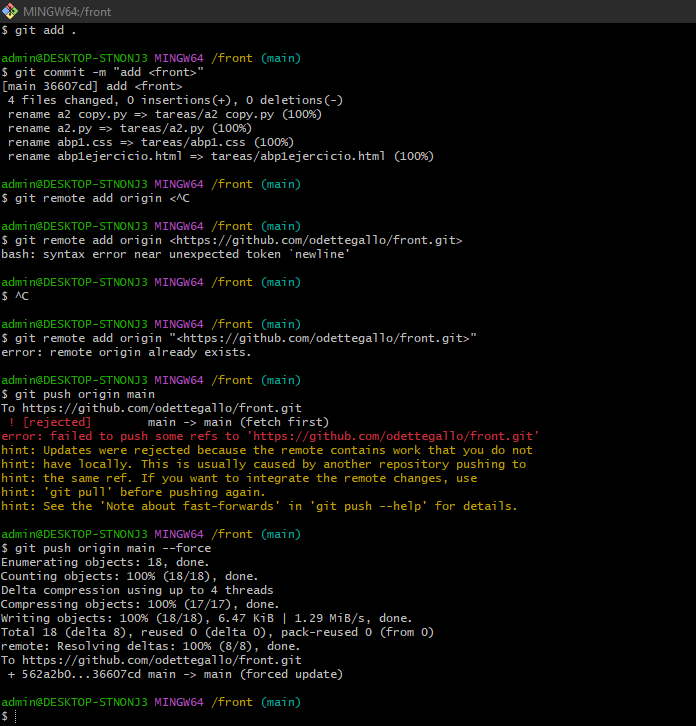 MINGW64:/front
$ git add .
admin@DESKTOP-STNONJ3 MINGW64 /front (main)
$ git commit -m "add <front>"
[main 36607cd] add <front>
 4 files changed, 0 insertions(+), 0 deletions(-)
 rename a2 copy.py => tareas/a2 copy.py (100%)
 rename a2.py => tareas/a2.py (100%)
 rename abp1.css => tareas/abp1.css (100%)
 rename abp1ejercicio.html => tareas/abp1ejercicio.html (100%)
admin@DESKTOP-STNONJ3 MINGW64 /front (main)
$ git remote add origin <^C
admin@DESKTOP-STNONJ3 MINGW64 /front (main)
$ git remote add origin <https://github.com/odettegallo/front.git>
bash: syntax error near unexpected token `newline'
admin@DESKTOP-STNONJ3 MINGW64 /front (main)
$ ^C
admin@DESKTOP-STNONJ3 MINGW64 /front (main)
$ git remote add origin "<https://github.com/odettegallo/front.git>"
error: remote origin already exists.
admin@DESKTOP-STNONJ3 MINGW64 /front (main)
$ git push origin main
To https://github.com/odettegallo/front.git
 ! [rejected]        main -> main (fetch first)
error: failed to push some refs to 'https://github.com/odettegallo/front.git'
hint: Updates were rejected because the remote contains work that you do not
hint: have locally. This is usually caused by another repository pushing to
hint: the same ref. If you want to integrate the remote changes, use
hint: 'git pull' before pushing again.
hint: See the 'Note about fast-forwards' in 'git push --help' for details.
admin@DESKTOP-STNONJ3 MINGW64 /front (main)
$ git push origin main --force
Enumerating objects: 18, done.
Counting objects: 100% (18/18), done.
Delta compression using up to 4 threads
Compressing objects: 100% (17/17), done.
Writing objects: 100% (18/18), 6.47 KiB | 1.29 MiB/s, done.
Total 18 (delta 8), reused 0 (delta 0), pack-reused 0 (from 0)
remote: Resolving deltas: 100% (8/8), done.
To https://github.com/odettegallo/front.git
 + 562a2b0...36607cd main -> main (forced update)
admin@DESKTOP-STNONJ3 MINGW64 /front (main)
$